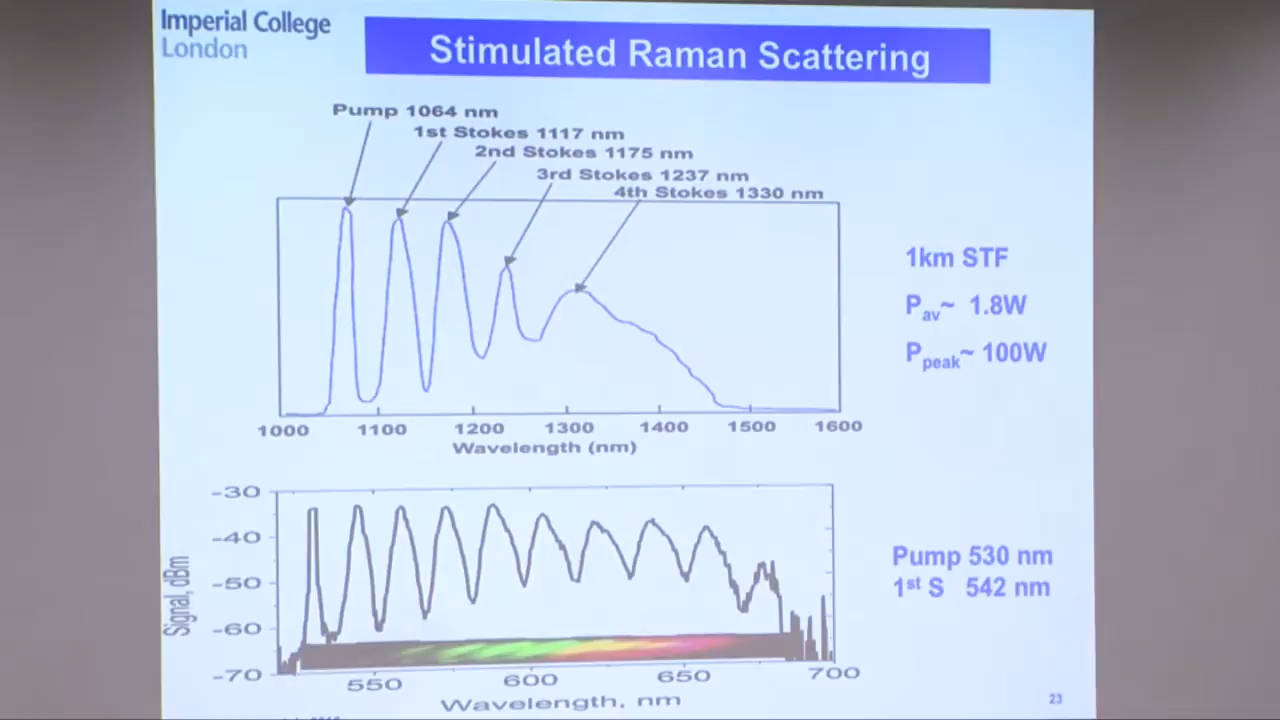 Imperial College
London
Stimulated Raman Scattering
Pump 1064 nm
1st Stokes 1117 nm
2nd Stokes 1175 nm
3rd Stokes 1237 nm
4th Stokes 1330 nm
1km STF
Pav~ 1.8W
Ppeak~ 100W
1000 1100 1200 1300 1400 1500 1600
Wavelength (nm)
-30
-40
-50
-60
-70
Signal, dBm
Pump 530 nm
1st S 542 nm
550 600 650 700
Wavelength, nm
23